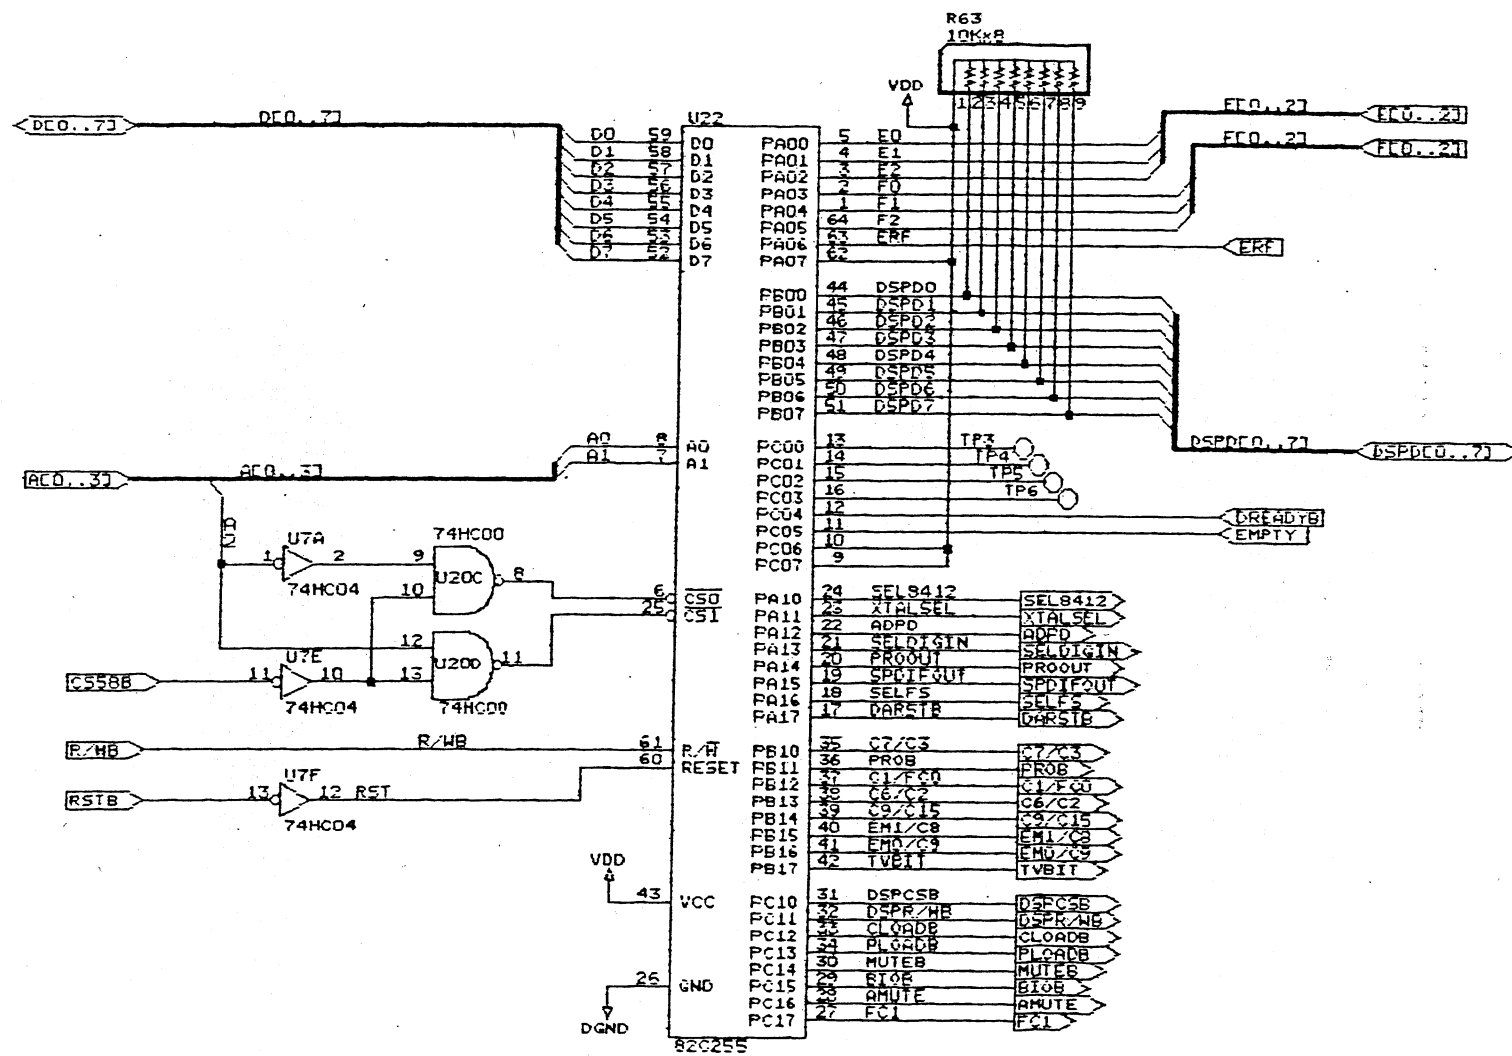 R63
10Kx8
VDD
1 2 3 4 5 6 7 8 9
D[0..7]
D[0..7]
U22
E[0..2]
E[0..2]
F[0..2]
F[0..2]
D0 59 D0
D1 58 D1
D2 57 D2
D3 56 D3
D4 55 D4
D5 54 D5
D6 53 D6
D7 52 D7
PA00 5 E0
PA01 4 E1
PA02 3 E2
PA03 2 F0
PA04 1 F1
PA05 64 F2
PA06 63 ERF
ERF
PA07 62
PB00 44 DSPD0
PB01 45 DSPD1
PB02 46 DSPD2
PB03 47 DSPD3
PB04 48 DSPD4
PB05 49 DSPD5
PB06 50 DSPD6
PB07 51 DSPD7
DSPD[0..7]
DSPD[0..7]
A0 8 A0
A1 7 A1
A[0..3]
A[0..3]
A2
PC00 13 TP3
PC01 14 TP4
PC02 15 TP5
PC03 16 TP6
PC04 12 DREADYB
PC05 11 EMPTY
PC06 10
PC07 9
U7A
1 2
74HC04
74HC00
9
10
U20C
8
6 CS0
25 CS1
12
13
U20D
11
74HC00
CS58B
U7E
11 10
74HC04
PA10 24 SEL8412 SEL8412
PA11 23 XTALSEL XTALSEL
PA12 22 ADPD ADPD
PA13 21 SELDIGIN SELDIGIN
PA14 20 PROOUT PROOUT
PA15 19 SPDIFOUT SPDIFOUT
PA16 18 SELFS SELFS
PA17 17 DARSTB DARSTB
R/WB R/WB 61 R/W
60 RESET
RSTB
U7F
13 12 RST
74HC04
PB10 35 C7/C3 C7/C3
PB11 36 PROB PROB
PB12 37 C1/FC0 C1/FC0
PB13 38 C6/C2 C6/C2
PB14 39 C9/C15 C9/C15
PB15 40 EM1/C8 EM1/C8
PB16 41 EM0/C9 EM0/C9
PB17 42 TVBIT TVBIT
VDD
43 VCC
PC10 31 DSPCSB DSPCSB
PC11 32 DSPR/WB DSPR/WB
PC12 33 CLOADB CLOADB
PC13 34 PLOADB PLOADB
PC14 30 MUTEB MUTEB
PC15 29 BIOB BIOB
PC16 28 AMUTE AMUTE
PC17 27 FC1 FC1
26 GND
DGND
82C255